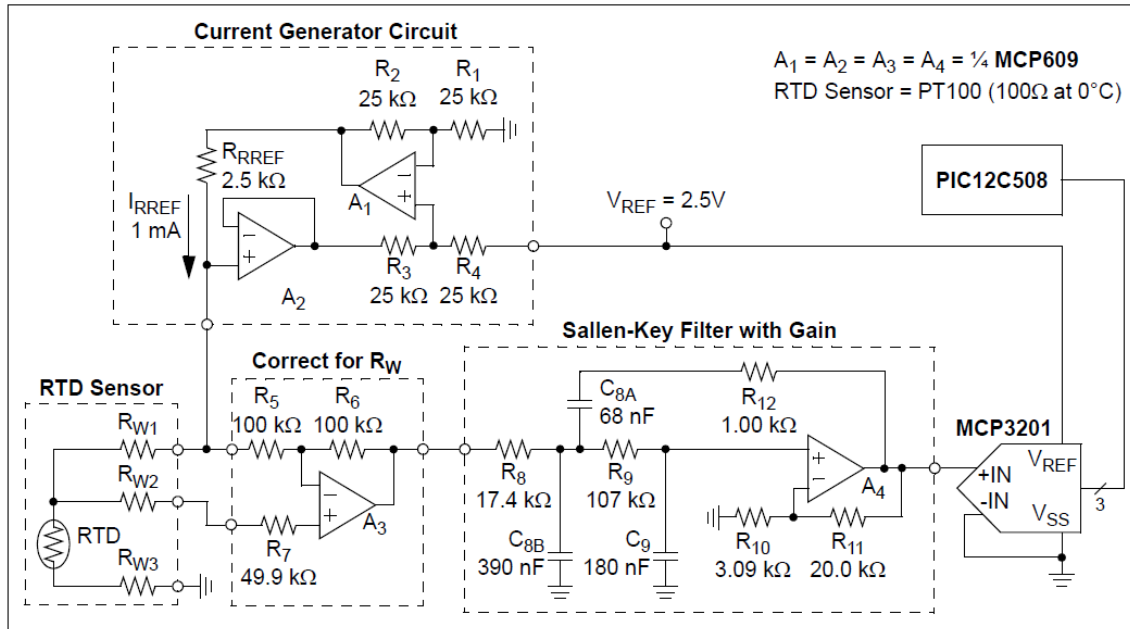 Current Generator Circuit
A1 = A2 = A3 = A4 = ¼ MCP609
RTD Sensor = PT100 (100Ω at 0°C)
R2
25 kΩ
R1
25 kΩ
RRREF
2.5 kΩ
IRREF
1 mA
A1
A2
R3
25 kΩ
R4
25 kΩ
VREF = 2.5V
PIC12C508
Sallen-Key Filter with Gain
Correct for RW
RTD Sensor
RW1
RW2
RTD
RW3
R5
100 kΩ
R6
100 kΩ
A3
R7
49.9 kΩ
C8A
68 nF
R12
1.00 kΩ
R8
17.4 kΩ
R9
107 kΩ
A4
C8B
390 nF
C9
180 nF
R10
3.09 kΩ
R11
20.0 kΩ
MCP3201
VREF
+IN
-IN
VSS
3